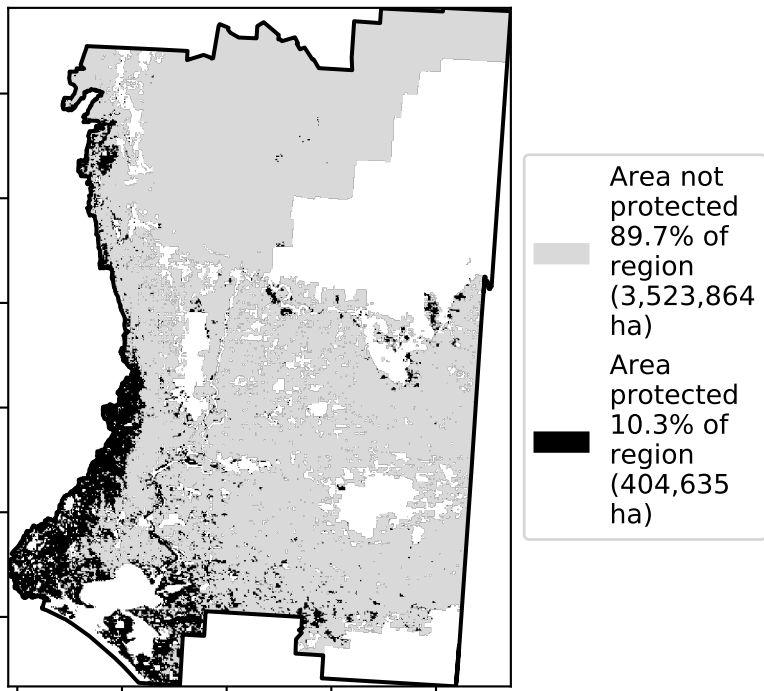 Area not
protected
89.7% of
region
(3,523,864
ha)
Area
protected
10.3% of
region
(404,635
ha)